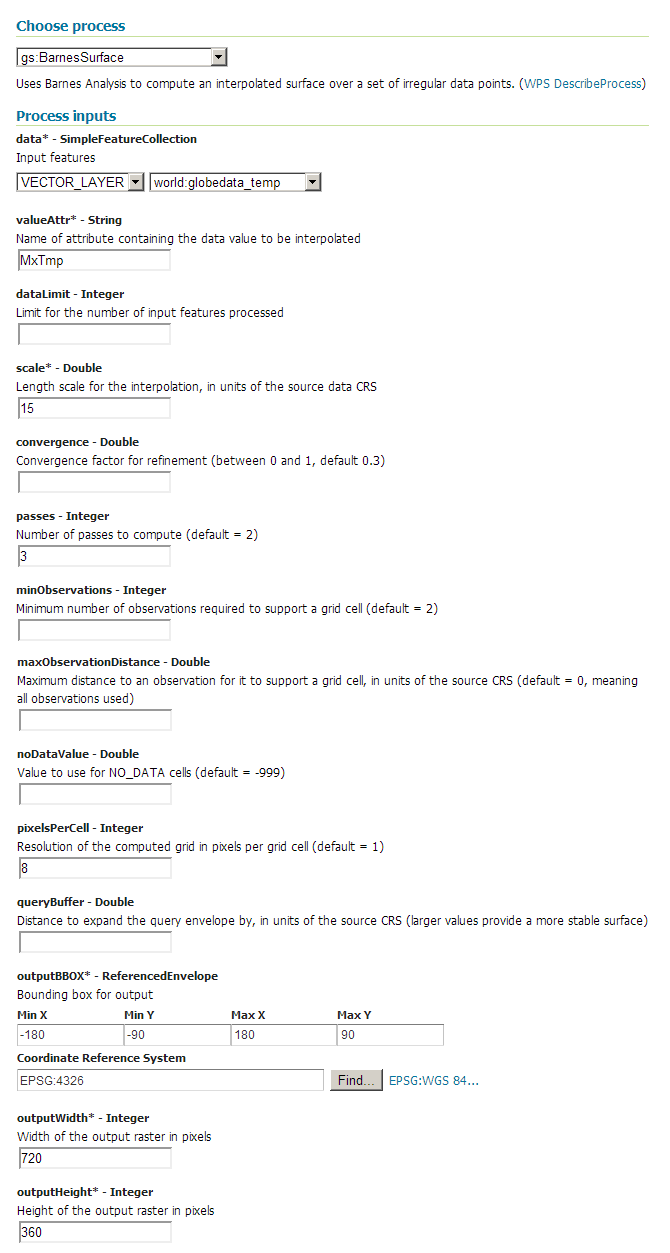 Choose process
gs:BarnesSurface
Uses Barnes Analysis to compute an interpolated surface over a set of irregular data points. (WPS DescribeProcess)
Process inputs
data* - SimpleFeatureCollection
Input features
VECTOR_LAYER world:globedata_temp
valueAttr* - String
Name of attribute containing the data value to be interpolated
MxTmp
dataLimit - Integer
Limit for the number of input features processed
scale* - Double
Length scale for the interpolation, in units of the source data CRS
15
convergence - Double
Convergence factor for refinement (between 0 and 1, default 0.3)
passes - Integer
Number of passes to compute (default = 2)
3
minObservations - Integer
Minimum number of observations required to support a grid cell (default = 2)
maxObservationDistance - Double
Maximum distance to an observation for it to support a grid cell, in units of the source CRS (default = 0, meaning
all observations used)
noDataValue - Double
Value to use for NO_DATA cells (default = -999)
pixelsPerCell - Integer
Resolution of the computed grid in pixels per grid cell (default = 1)
8
queryBuffer - Double
Distance to expand the query envelope by, in units of the source CRS (larger values provide a more stable surface)
outputBBOX* - ReferencedEnvelope
Bounding box for output
Min X Min Y Max X Max Y
-180 -90 180 90
Coordinate Reference System
EPSG:4326 Find... EPSG:WGS 84...
outputWidth* - Integer
Width of the output raster in pixels
720
outputHeight* - Integer
Height of the output raster in pixels
360